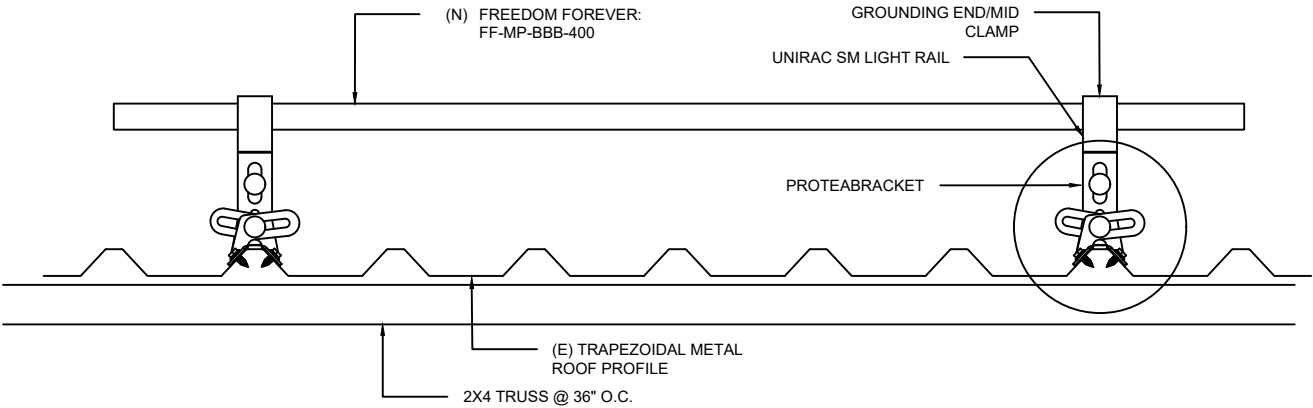 (N) FREEDOM FOREVER:
FF-MP-BBB-400
GROUNDING END/MID
CLAMP
UNIRAC SM LIGHT RAIL
PROTEABRACKET
(E) TRAPEZOIDAL METAL
ROOF PROFILE
2X4 TRUSS @ 36" O.C.